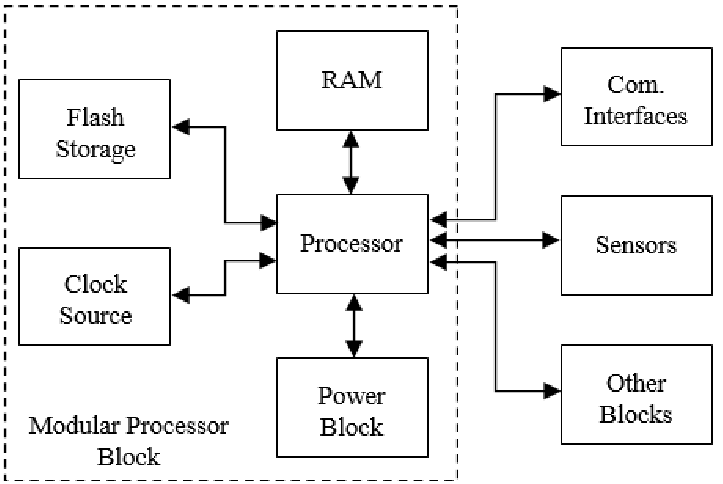 RAM
Flash
Storage
Com.
Interfaces
Processor
Sensors
Clock
Source
Power
Block
Other
Blocks
Modular Processor
Block